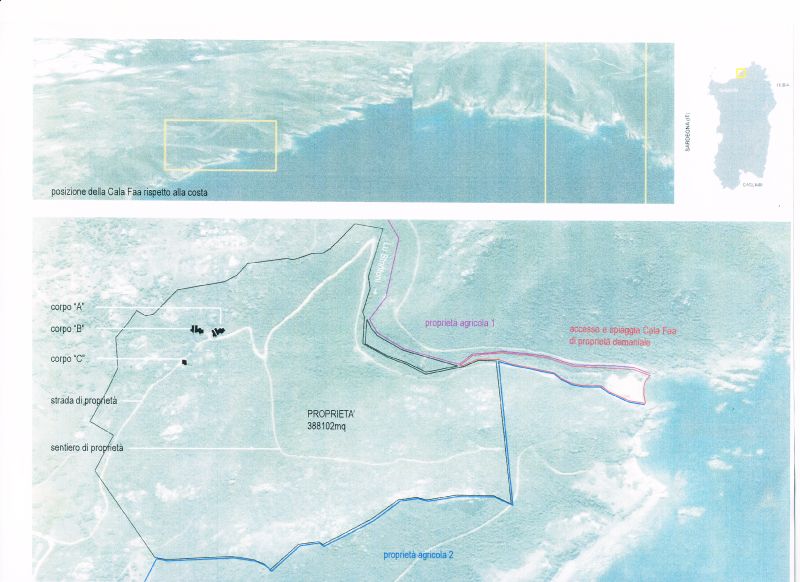 posizione della Cala Faa rispetto alla costa
SARDEGNA (IT)
CAGLIARI
corpo "A"
corpo "B"
corpo "C"
strada di proprietà
sentiero di proprietà
PROPRIETA'
388102mq
proprietà agricola 1
accesso e spiaggia Cala Faa
di proprietà demaniale
proprietà agricola 2